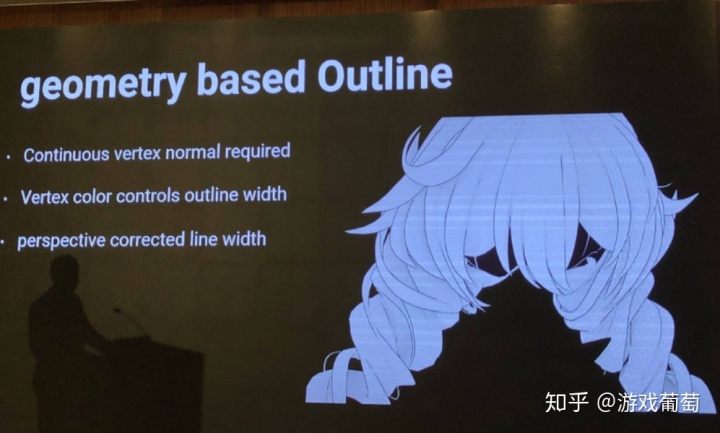 geometry based Outline
• Continuous vertex normal required
• Vertex color controls outline width
• perspective corrected line width
知乎 @游戏葡萄